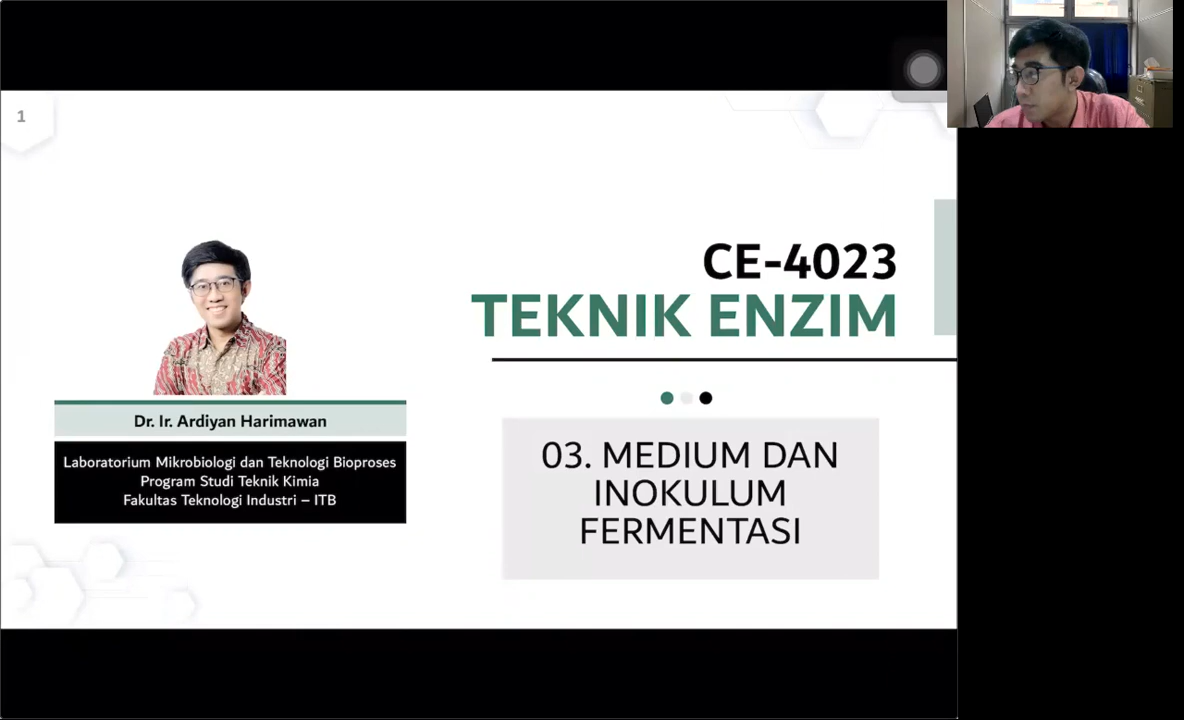 1
CE-4023
TEKNIK ENZIM
Dr. Ir. Ardiyan Harimawan
Laboratorium Mikrobiologi dan Teknologi Bioproses
Program Studi Teknik Kimia
Fakultas Teknologi Industri – ITB
03. MEDIUM DAN
INOKULUM
FERMENTASI